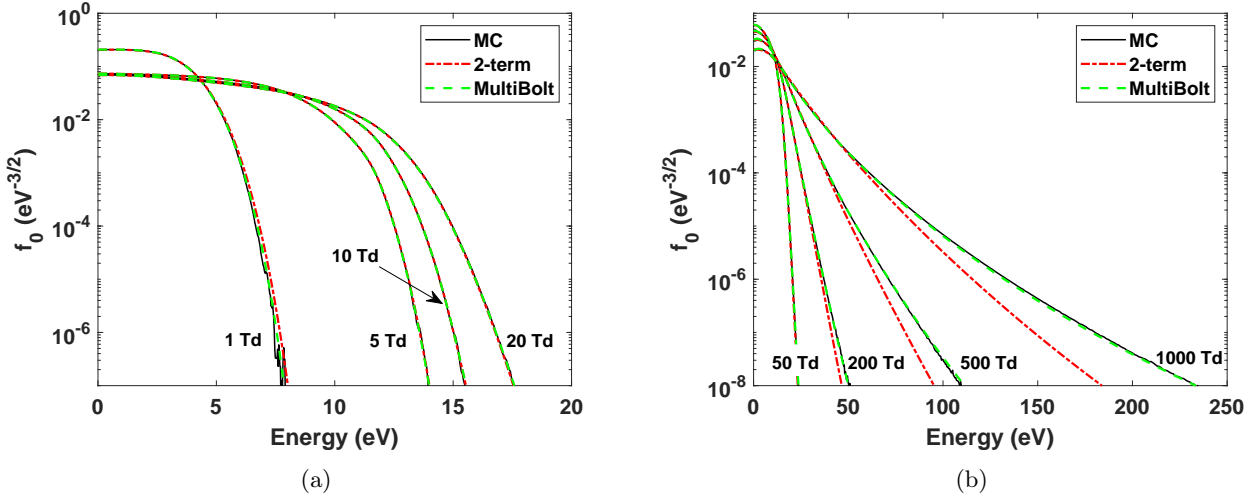 10^0
10^-2
10^-4
10^-6
f_0 (eV^-3/2)
MC
2-term
MultiBolt
10 Td
1 Td
5 Td
20 Td
0
5
10
15
20
Energy (eV)
(a)
10^-2
10^-4
10^-6
10^-8
f_0 (eV^-3/2)
MC
2-term
MultiBolt
50 Td
200 Td
500 Td
1000 Td
0
50
100
150
200
250
Energy (eV)
(b)